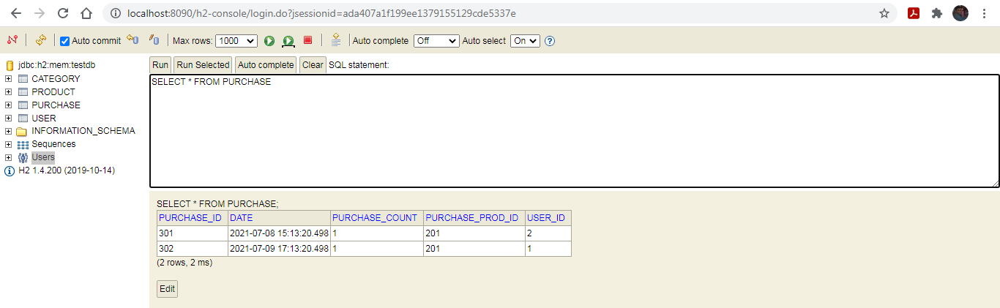 localhost:8090/h2-console/login.do?jsessionid=ada407a1f199ee1379155129cde5337e
Auto commit Max rows: 1000 Auto complete Off Auto select On
jdbc:h2:mem:testdb
CATEGORY
PRODUCT
PURCHASE
USER
INFORMATION_SCHEMA
Sequences
Users
H2 1.4.200 (2019-10-14)
Run Run Selected Auto complete Clear SQL statement:
SELECT * FROM PURCHASE
SELECT * FROM PURCHASE;
PURCHASE_ID DATE PURCHASE_COUNT PURCHASE_PROD_ID USER_ID
301 2021-07-08 15:13:20.498 1 201 2
302 2021-07-09 17:13:20.498 1 201 1
(2 rows, 2 ms)
Edit